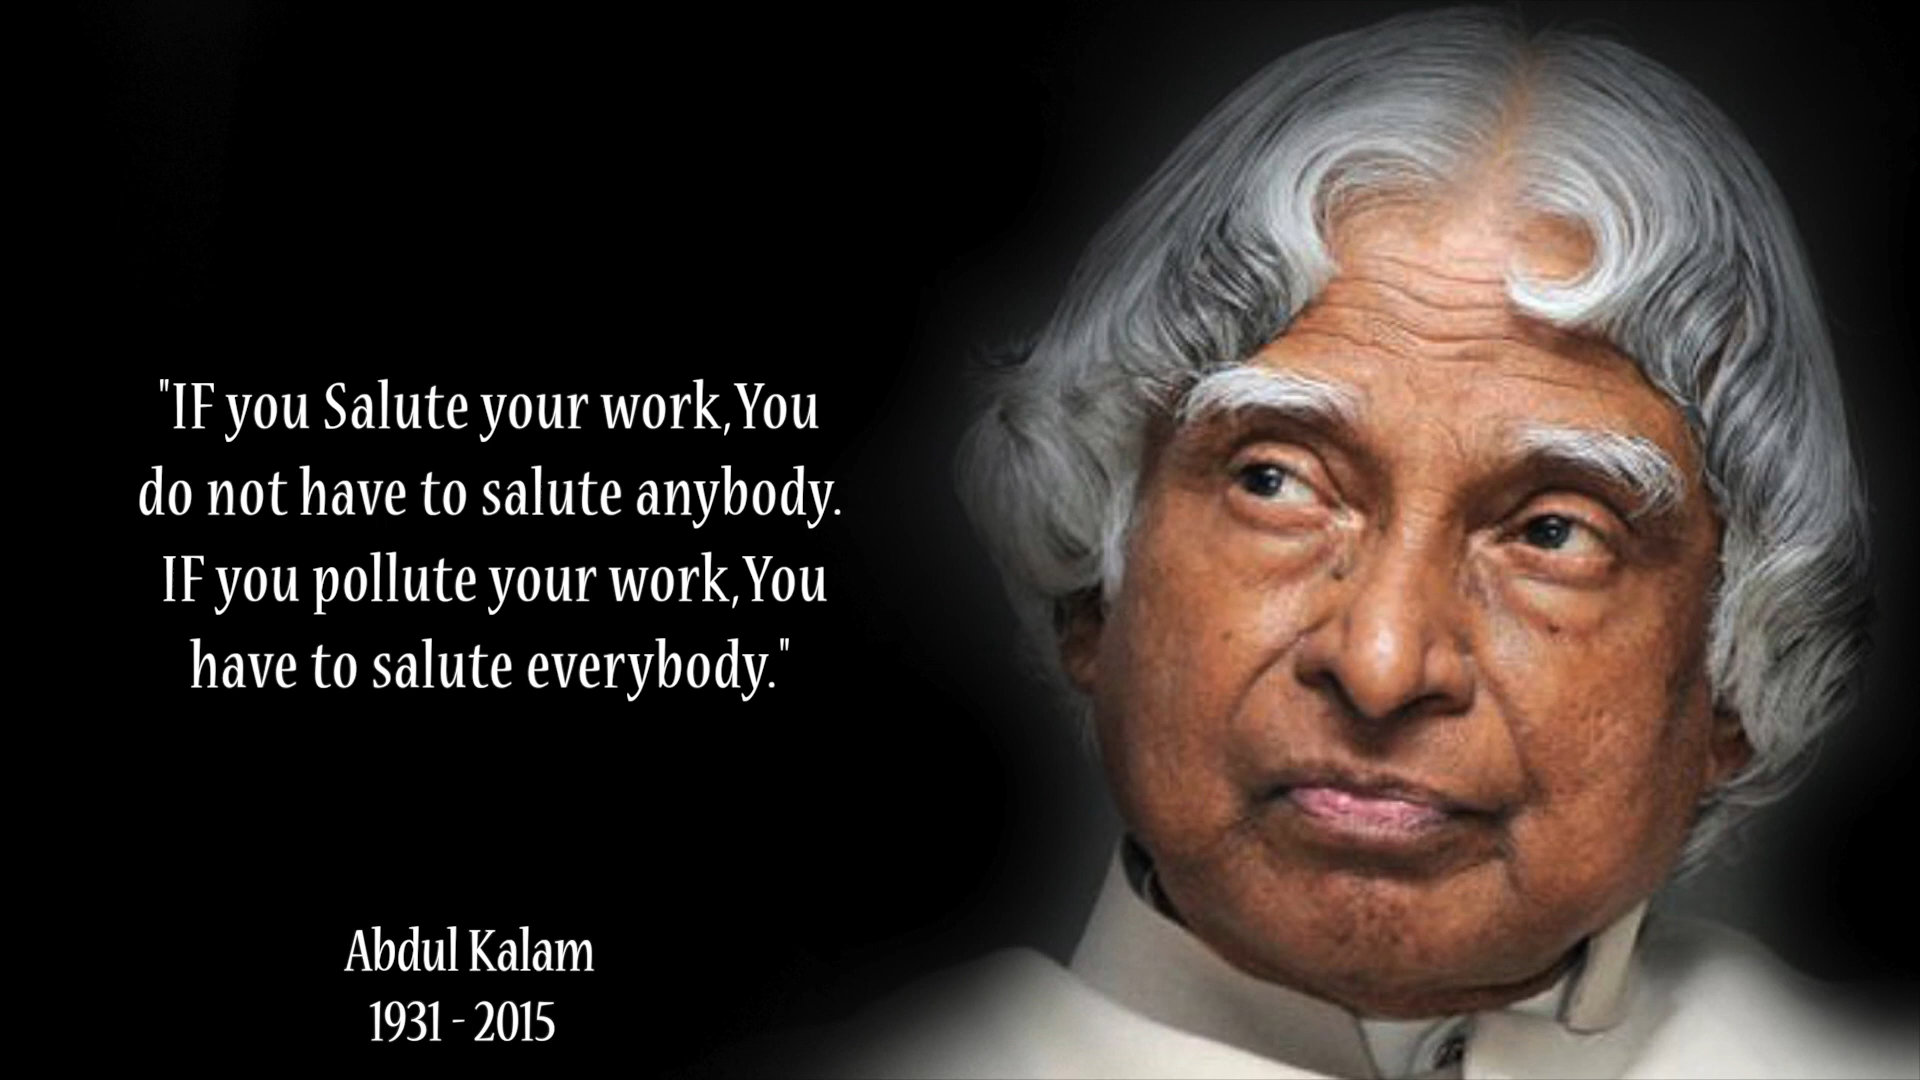 "IF you Salute your work,You
do not have to salute anybody.
IF you pollute your work,You
have to salute everybody."
Abdul Kalam
1931 - 2015